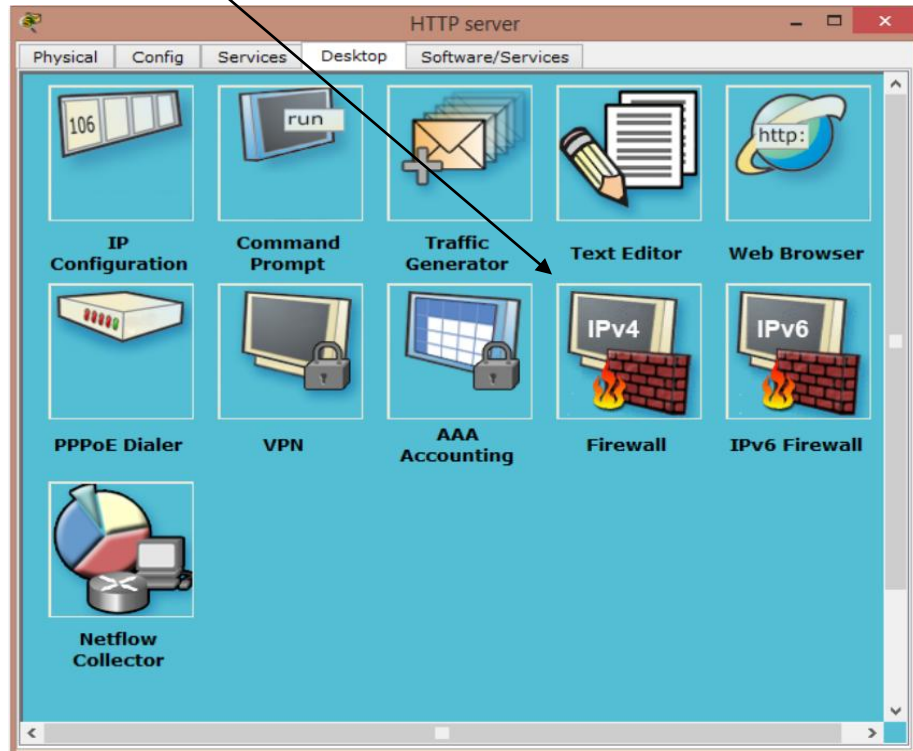 HTTP server
Physical Config Services Desktop Software/Services
106
run
http:
IP
Configuration
Command
Prompt
Traffic
Generator
Text Editor
Web Browser
IPv4
IPv6
PPPoE Dialer
VPN
AAA
Accounting
Firewall
IPv6 Firewall
Netflow
Collector